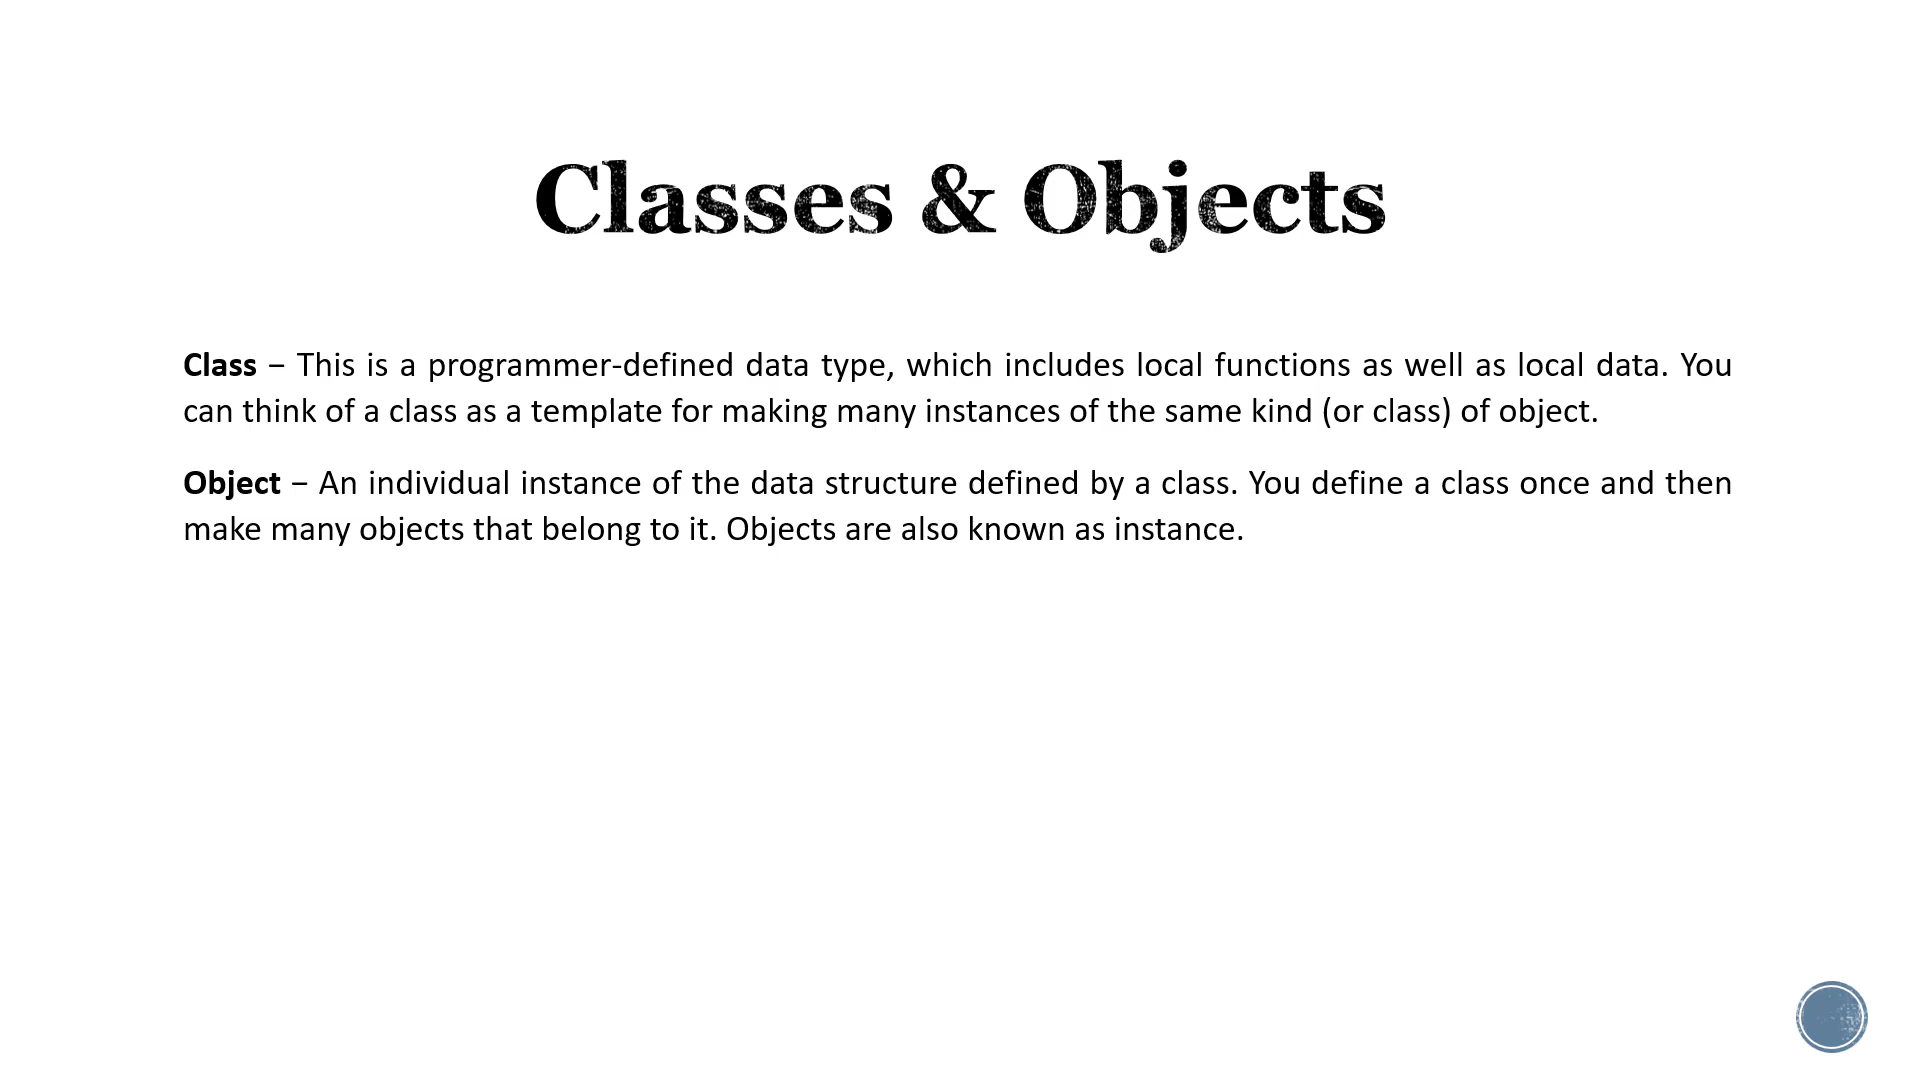 Classes & Objects
Class − This is a programmer-defined data type, which includes local functions as well as local data. You
can think of a class as a template for making many instances of the same kind (or class) of object.
Object − An individual instance of the data structure defined by a class. You define a class once and then
make many objects that belong to it. Objects are also known as instance.